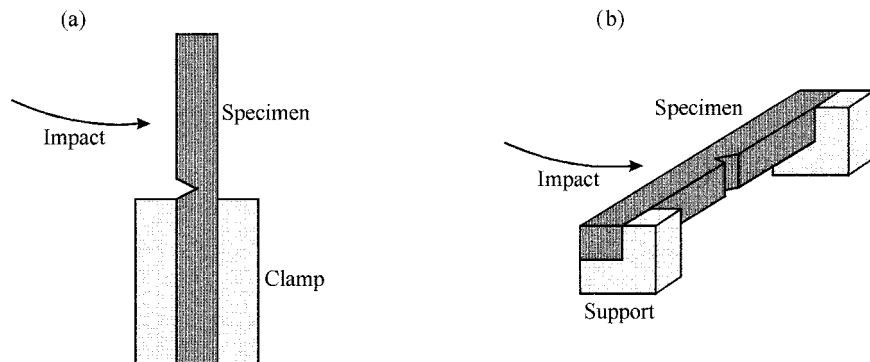 (a)
Impact
Specimen
Clamp
(b)
Specimen
Impact
Support